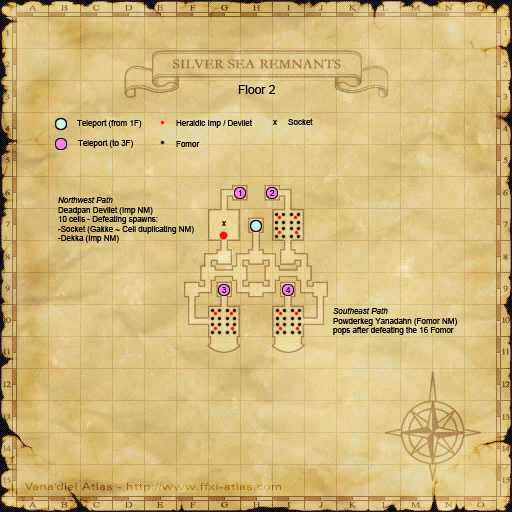 A B C D E F G H I J K L M N O
SILVER SEA REMNANTS
Floor 2
Teleport (from 1F)
Heraldic Imp / Devilet
x Socket
Teleport (to 3F)
Fomor
Northwest Path
Deadpan Devilet (Imp NM)
10 cells - Defeating spawns:
-Socket (Gakke ~ Cell duplicating NM)
-Dekka (Imp NM)
1 2
x
3 4
Southeast Path
Powderkeg Yanadahn (Fomor NM)
pops after defeating the 16 Fomor
Vana'diel Atlas - http://www.ffxi-atlas.com